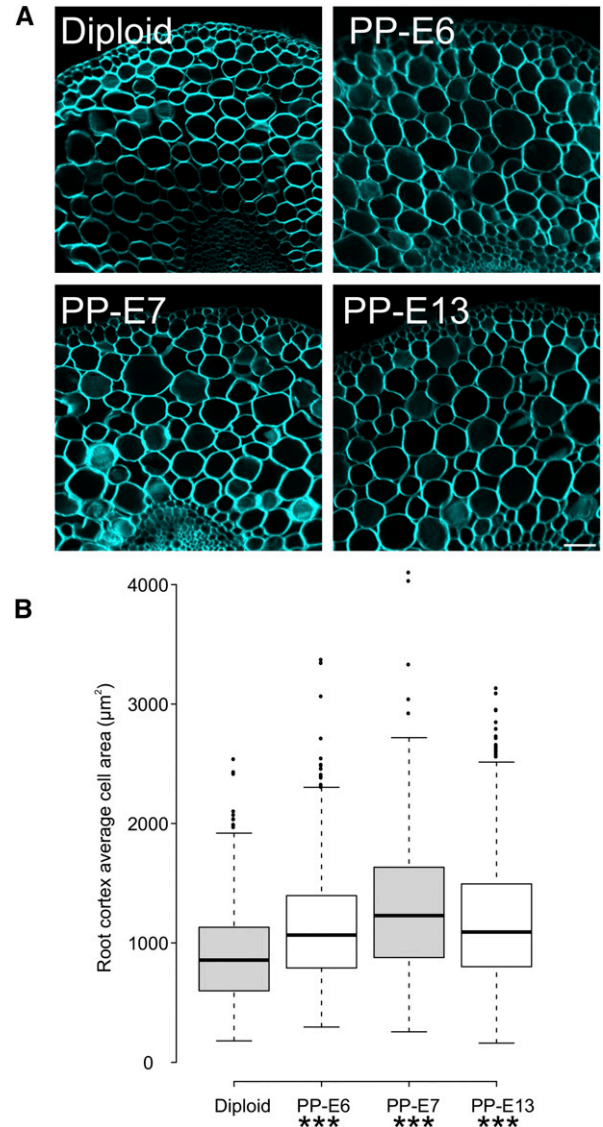 A
Diploid
PP-E6
PP-E7
PP-E13
B
Root cortex average cell area (µm²)
4000
3000
2000
1000
0
Diploid PP-E6 PP-E7 PP-E13
*** *** ***